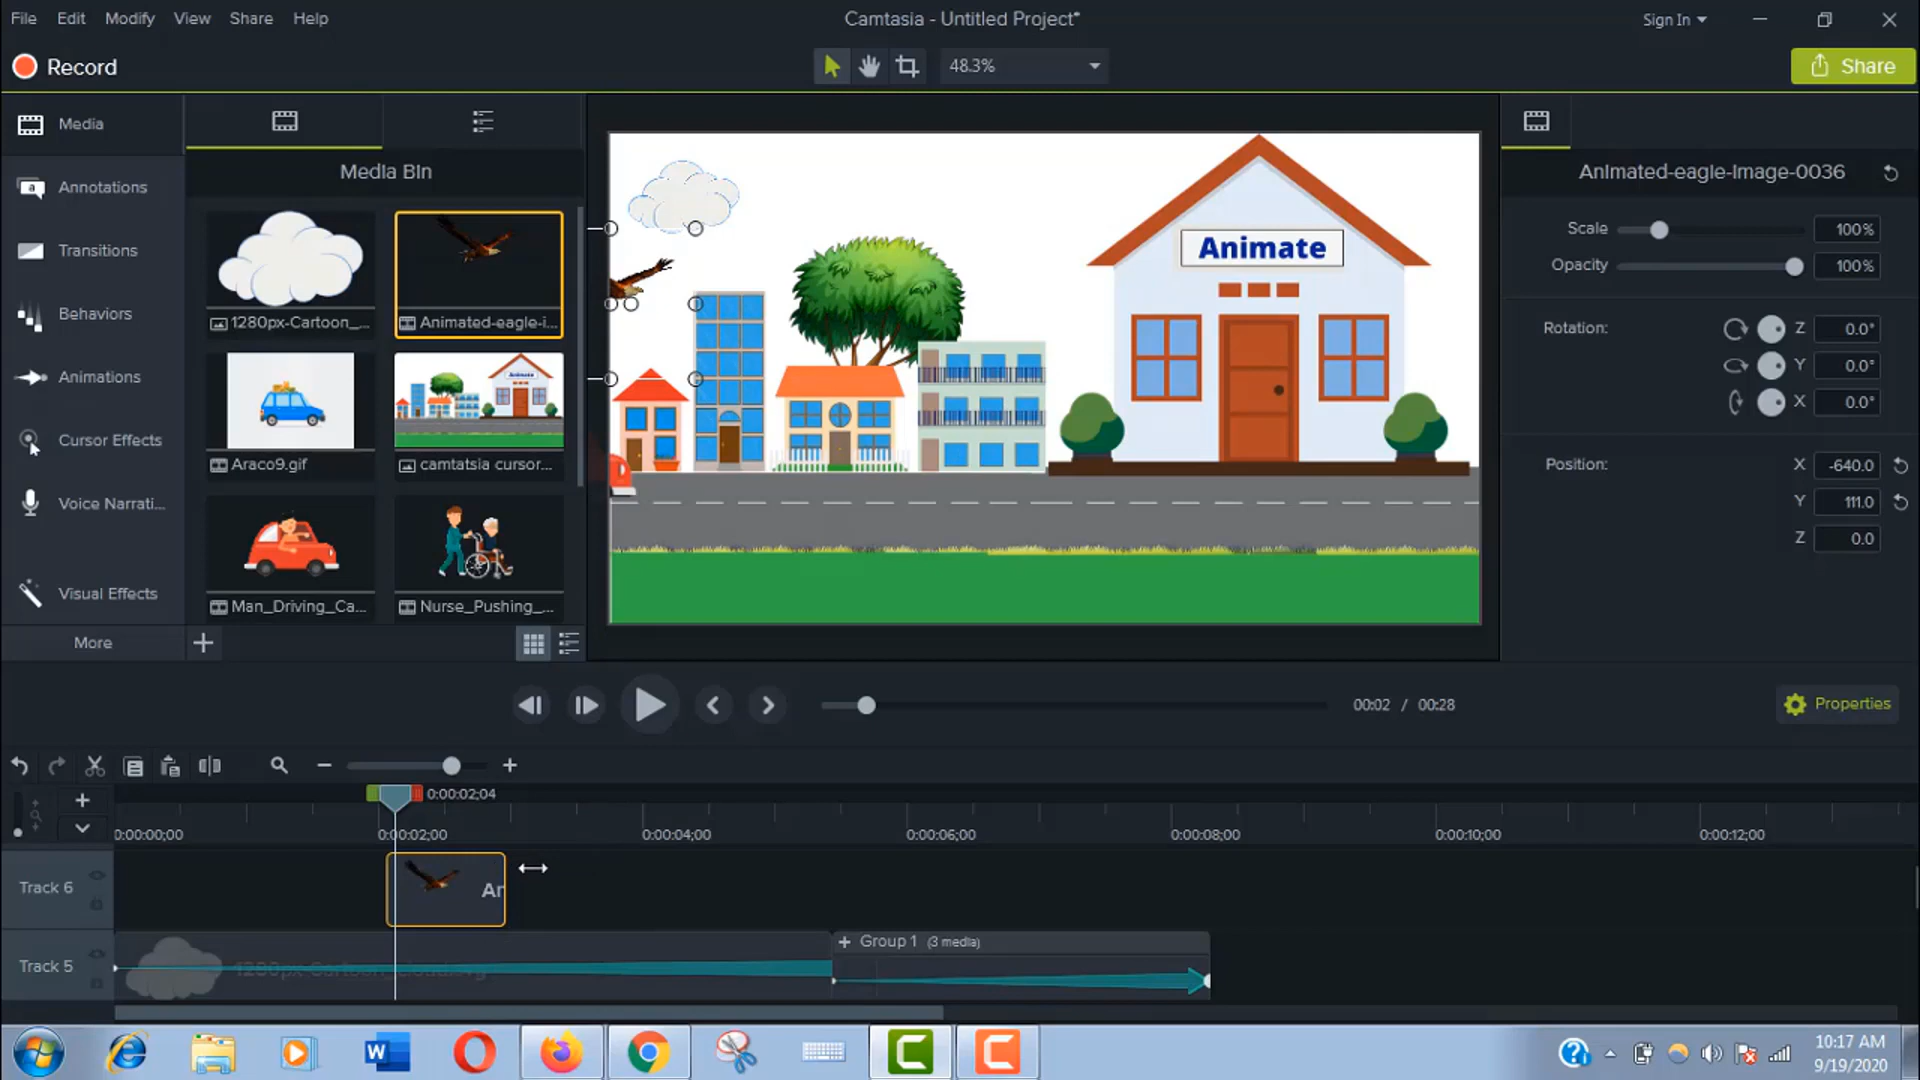 File Edit Modify View Share Help
Camtasia - Untitled Project*
Sign In
Record
48.3%
Share
Media
Annotations
Transitions
Behaviors
Animations
Cursor Effects
Voice Narrati...
Visual Effects
More
Media Bin
1280px-Cartoon_...
Animated-eagle-i...
Araco9.gif
camtatsia cursor...
Man_Driving_Ca...
Nurse_Pushing_...
Animate
Animated-eagle-image-0036
Scale 100%
Opacity 100%
Rotation: Z 0.0°
Y 0.0°
X 0.0°
Position: X -640.0
Y 111.0
Z 0.0
00:02 / 00:28
Properties
0:00:02;04
0:00:00;00 0:00:02;00 0:00:04;00 0:00:06;00 0:00:08;00 0:00:10;00 0:00:12;00
Track 6
An
Track 5
Group 1 (3 media)
10:17 AM
9/19/2020